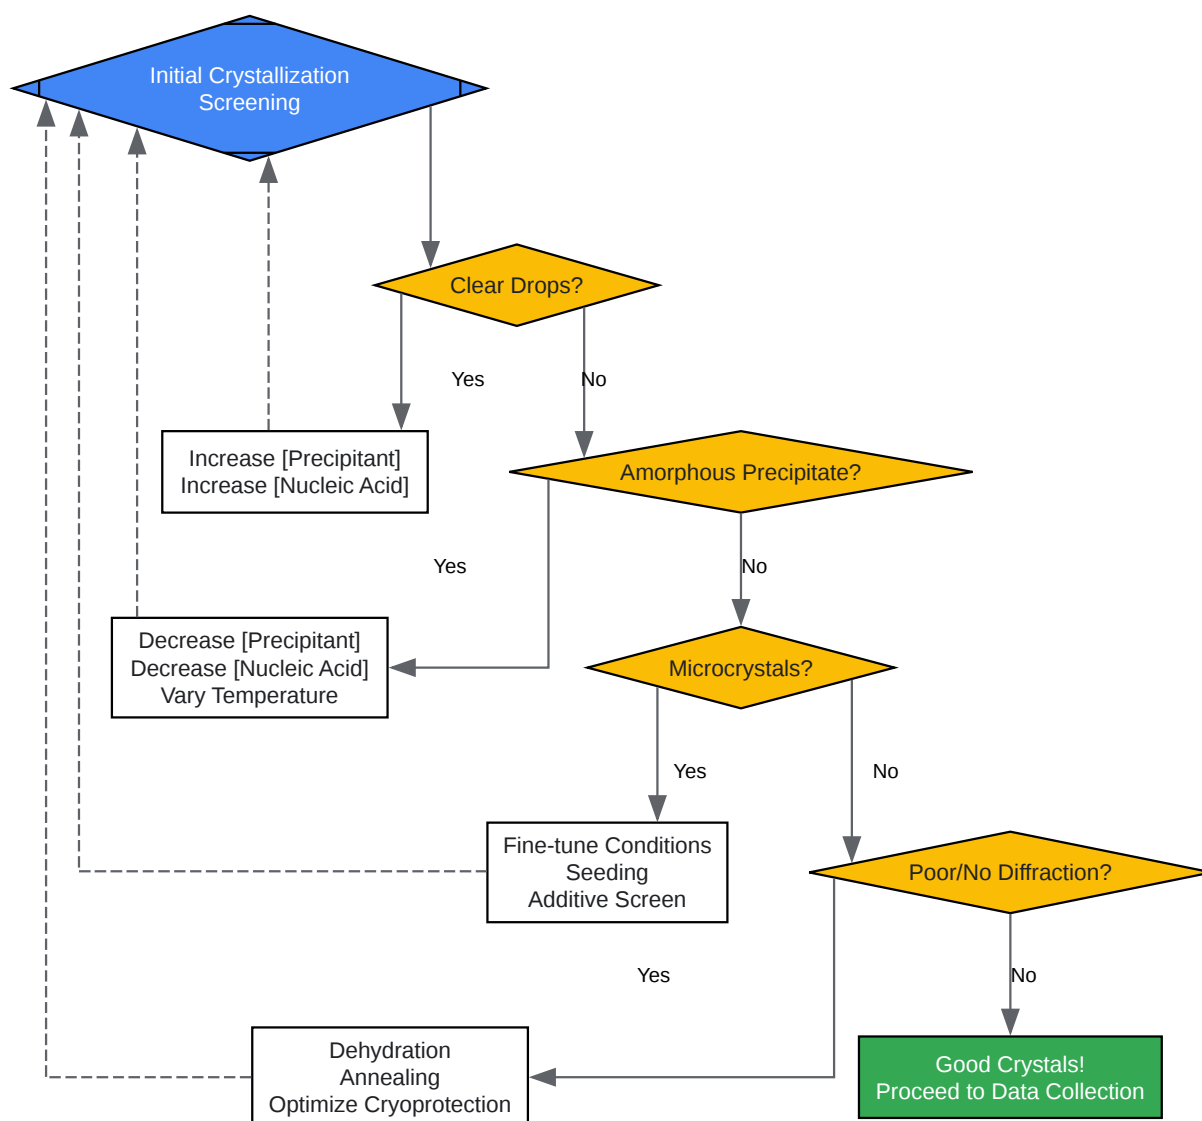 Initial Crystallization
Screening
Clear Drops?
Yes
No
Increase [Precipitant]
Increase [Nucleic Acid]
Amorphous Precipitate?
Yes
No
Decrease [Precipitant]
Decrease [Nucleic Acid]
Vary Temperature
Microcrystals?
Yes
No
Fine-tune Conditions
Seeding
Additive Screen
Poor/No Diffraction?
Yes
No
Dehydration
Annealing
Optimize Cryoprotection
Good Crystals!
Proceed to Data Collection